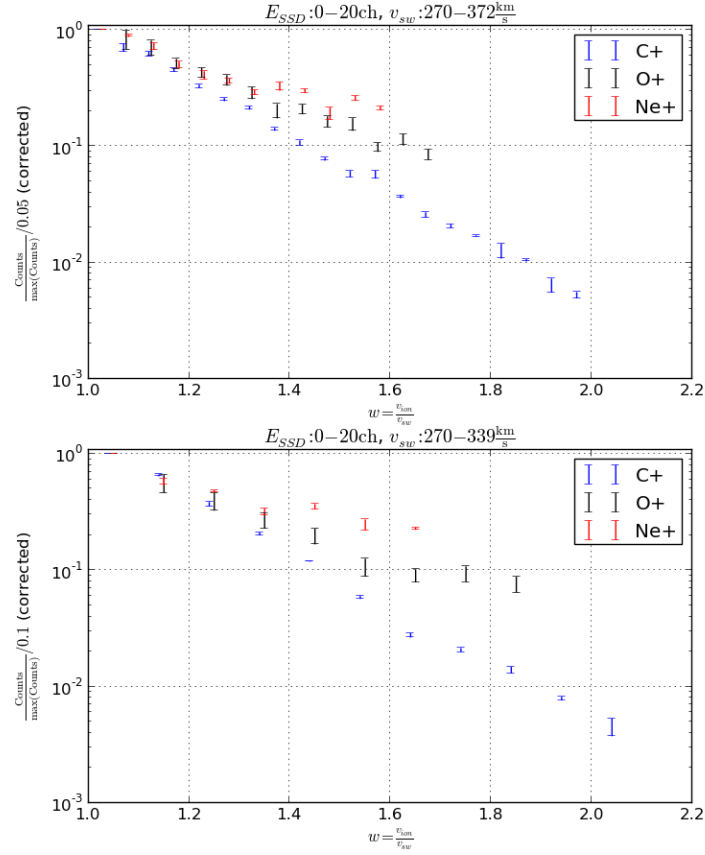 E_SSD:0−20ch, v_sw:270−372 km/s
10^0
10^-1
10^-2
10^-3
Counts/max(Counts)/0.05 (corrected)
C+
O+
Ne+
1.0 1.2 1.4 1.6 1.8 2.0 2.2
w=v_ion/v_sw
E_SSD:0−20ch, v_sw:270−339 km/s
10^0
10^-1
10^-2
10^-3
Counts/max(Counts)/0.1 (corrected)
C+
O+
Ne+
1.0 1.2 1.4 1.6 1.8 2.0 2.2
w=v_ion/v_sw